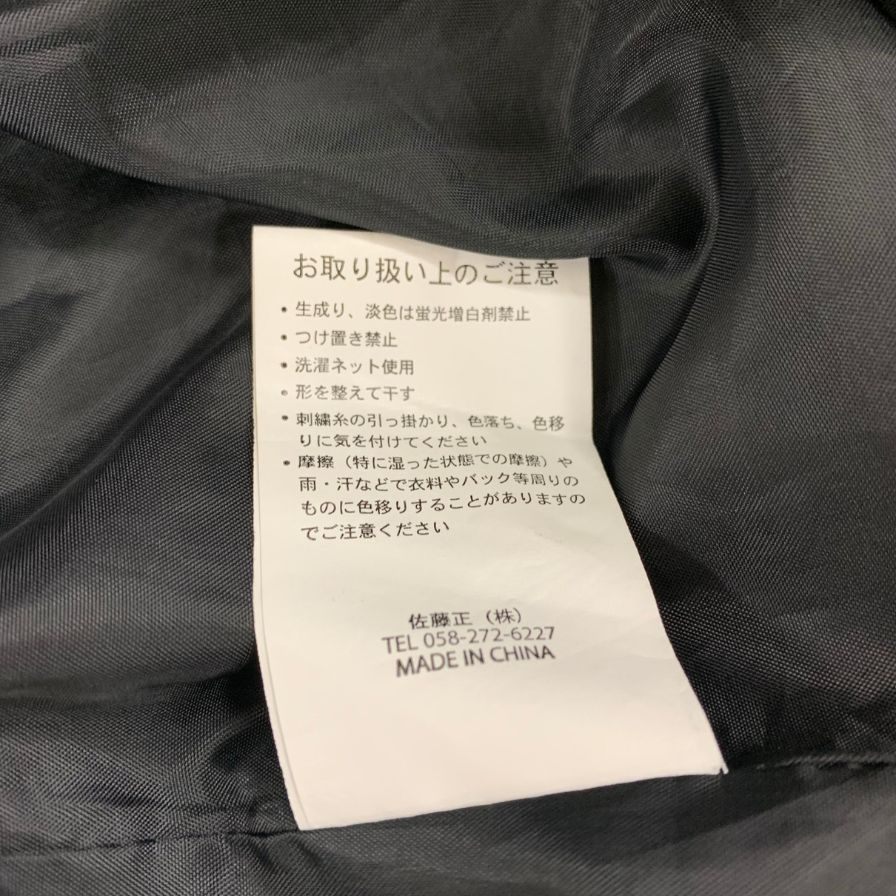 お取り扱い上のご注意
• 生成り、淡色は蛍光増白剤禁止
• つけ置き禁止
• 洗濯ネット使用
• 形を整えて干す
• 刺繍糸の引っ掛かり、色落ち、色移
りに気を付けてください
• 摩擦（特に湿った状態での摩擦）や
雨・汗などで衣料やバック等周りの
ものに色移りすることがありますの
でご注意ください
佐藤正（株）
TEL 058-272-6227
MADE IN CHINA